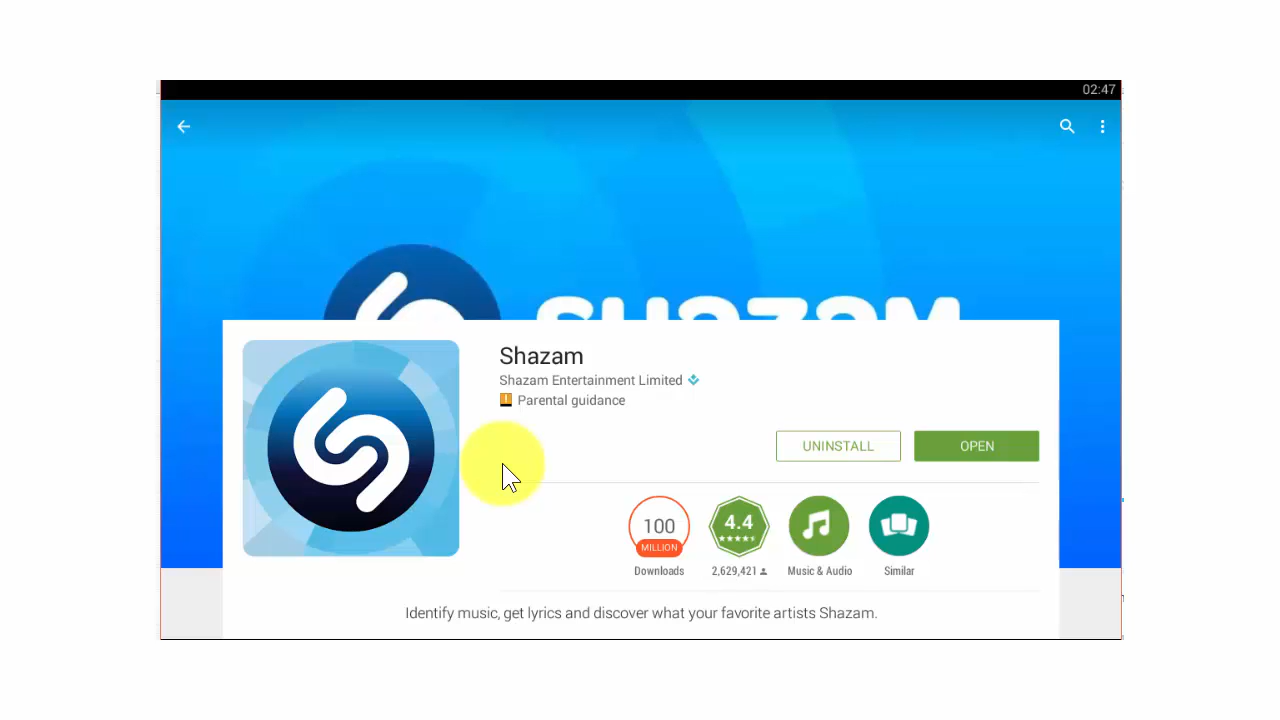 02:47
SHAZAM
Shazam
Shazam Entertainment Limited
Parental guidance
UNINSTALL
OPEN
100
MILLION
4.4
Downloads
2,629,421
Music & Audio
Similar
Identify music, get lyrics and discover what your favorite artists Shazam.